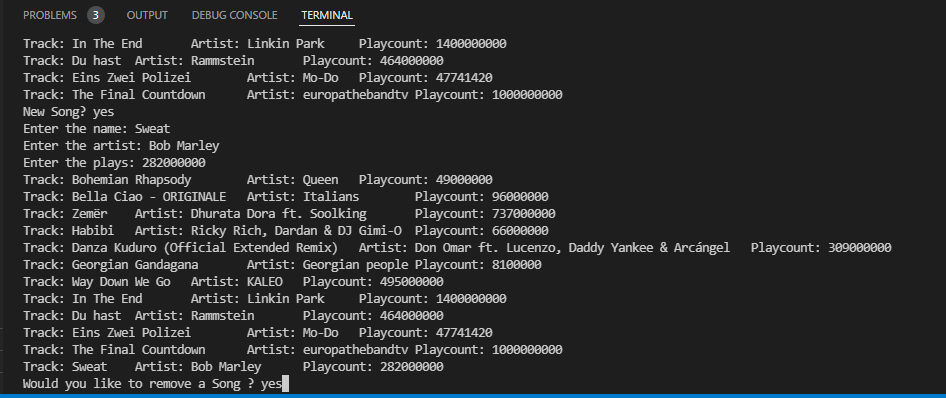 PROBLEMS 3 OUTPUT DEBUG CONSOLE TERMINAL
Track: In The End Artist: Linkin Park Playcount: 1400000000
Track: Du hast Artist: Rammstein Playcount: 464000000
Track: Eins Zwei Polizei Artist: Mo-Do Playcount: 47741420
Track: The Final Countdown Artist: europathebandtv Playcount: 1000000000
New Song? yes
Enter the name: Sweat
Enter the artist: Bob Marley
Enter the plays: 282000000
Track: Bohemian Rhapsody Artist: Queen Playcount: 49000000
Track: Bella Ciao - ORIGINALE Artist: Italians Playcount: 96000000
Track: Zemër Artist: Dhurata Dora ft. Soolking Playcount: 737000000
Track: Habibi Artist: Ricky Rich, Dardan & DJ Gimi-O Playcount: 66000000
Track: Danza Kuduro (Official Extended Remix) Artist: Don Omar ft. Lucenzo, Daddy Yankee & Arcángel Playcount: 309000000
Track: Georgian Gandagana Artist: Georgian people Playcount: 8100000
Track: Way Down We Go Artist: KALEO Playcount: 495000000
Track: In The End Artist: Linkin Park Playcount: 1400000000
Track: Du hast Artist: Rammstein Playcount: 464000000
Track: Eins Zwei Polizei Artist: Mo-Do Playcount: 47741420
Track: The Final Countdown Artist: europathebandtv Playcount: 1000000000
Track: Sweat Artist: Bob Marley Playcount: 282000000
Would you like to remove a Song ? yes